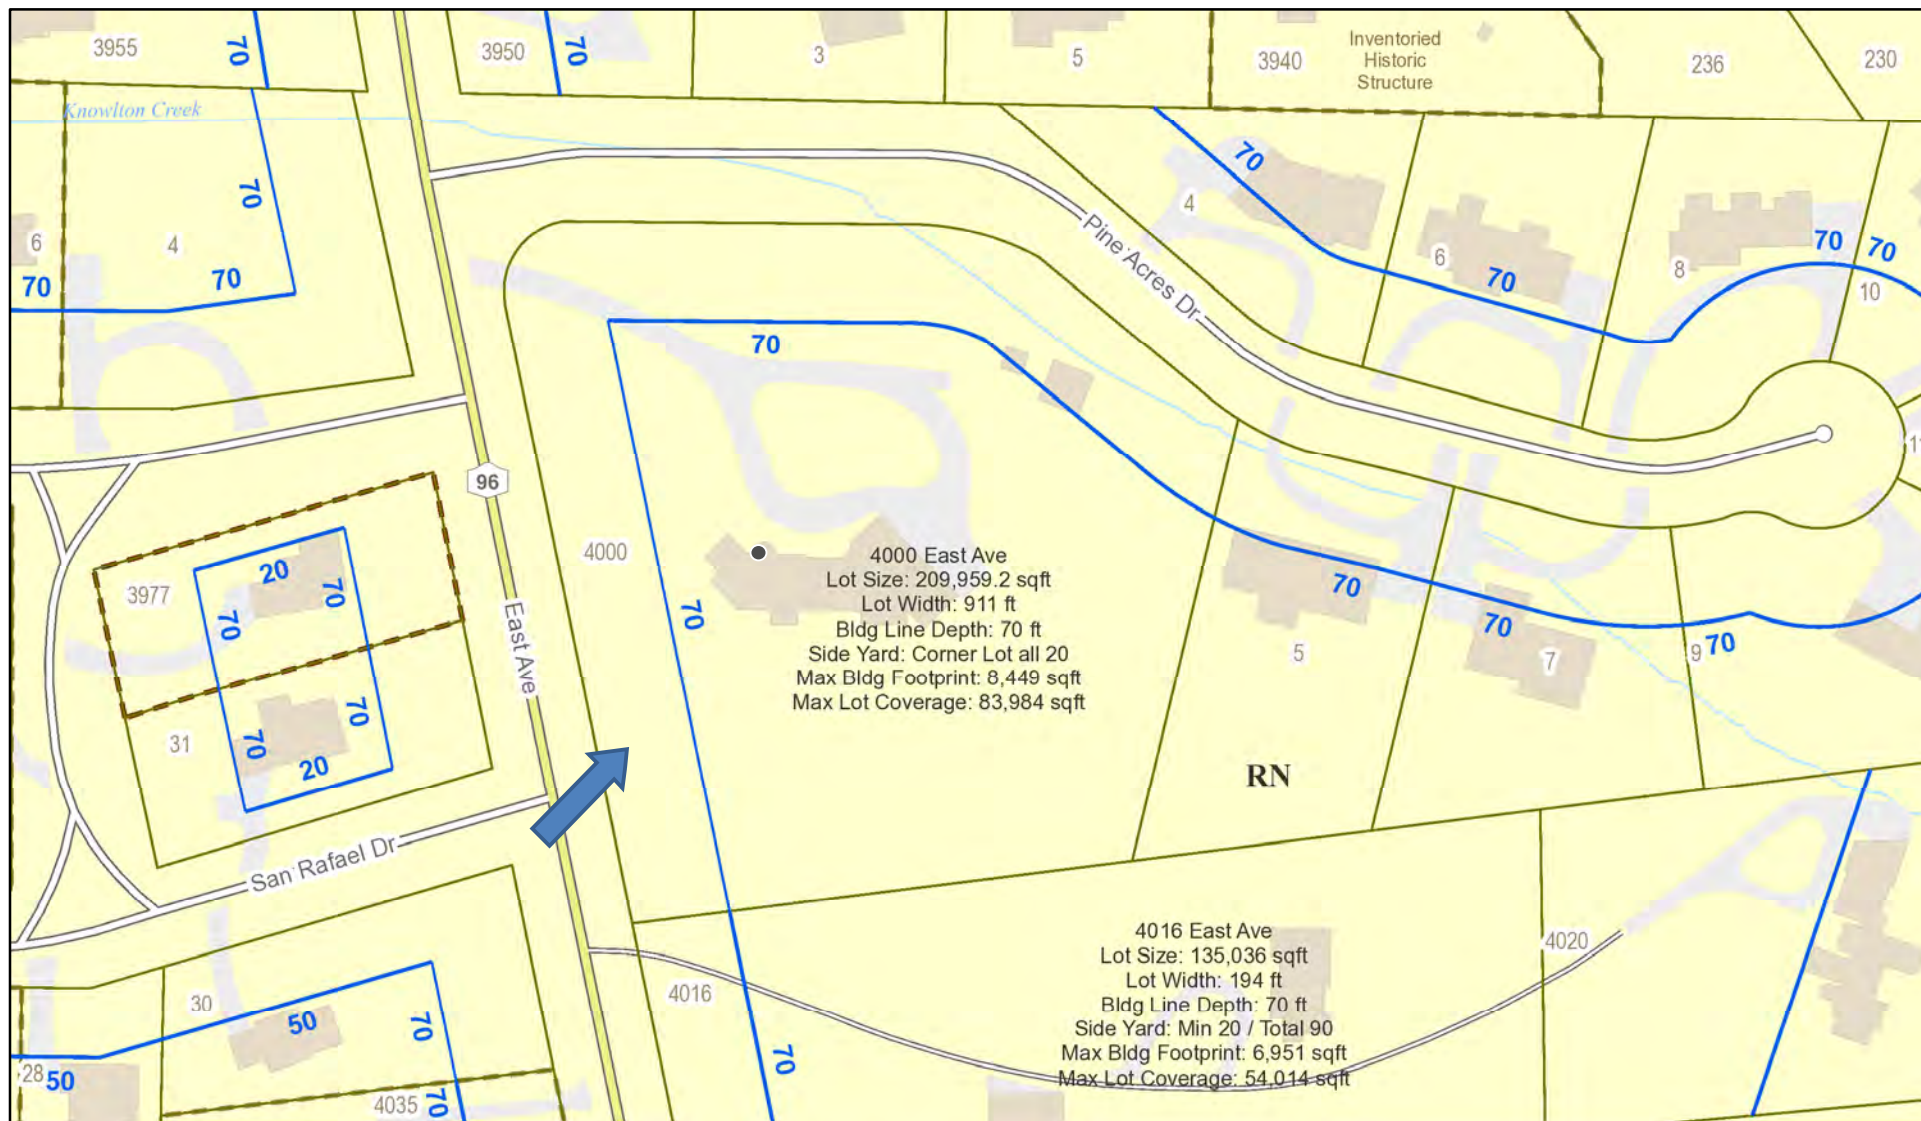 3955
70
3950
70
3
5
3940
Inventoried
Historic
Structure
236
230
Knowlton Creek
70
6
4
70
70
4
70
Pine Acres Dr
6
70
8
70
70
10
70
96
4000
3977
20
70
70
East Ave
70
4000 East Ave
Lot Size: 209,959.2 sqft
Lot Width: 911 ft
Bldg Line Depth: 70 ft
Side Yard: Corner Lot all 20
Max Bldg Footprint: 8,449 sqft
Max Lot Coverage: 83,984 sqft
70
5
70
7
9
70
11
31
70
70
20
RN
San Rafael Dr
4016 East Ave
Lot Size: 135,036 sqft
Lot Width: 194 ft
Bldg Line Depth: 70 ft
Side Yard: Min 20 / Total 90
Max Bldg Footprint: 6,951 sqft
Max Lot Coverage: 54,014 sqft
4020
4016
70
30
50
70
28
50
4035
70